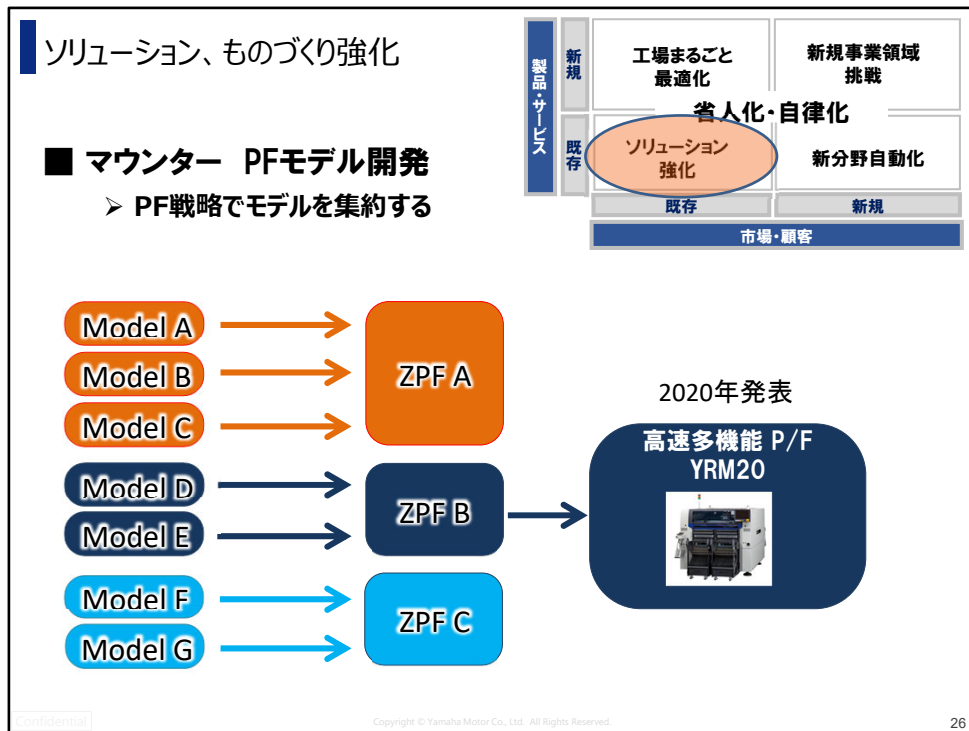 ソリューション、ものづくり強化
製品・サービス
新規
工場まるごと
最適化
新規事業領域
挑戦
省人化・自律化
既存
ソリューション
強化
新分野自動化
既存
新規
市場・顧客
■ マウンター PFモデル開発
➢ PF戦略でモデルを集約する
Model A
Model B
Model C
ZPF A
Model D
Model E
ZPF B
Model F
Model G
ZPF C
2020年発表
高速多機能 P/F
YRM20
Confidential
Copyright © Yamaha Motor Co., Ltd. All Rights Reserved.
26